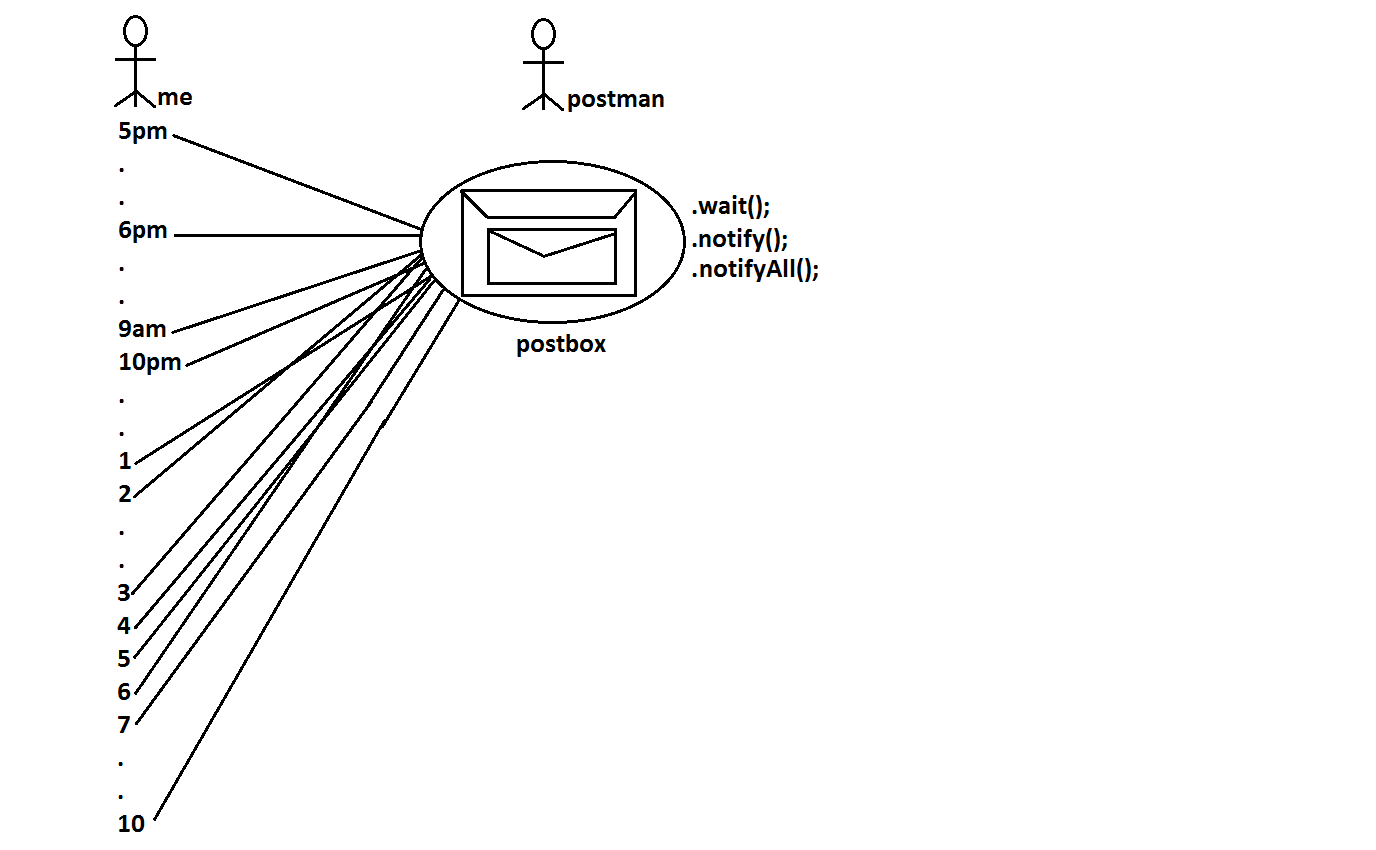 me
postman
5pm
.
.
6pm
.
.
9am
10pm
.
.
1
2
.
.
3
4
5
6
7
.
.
10
.wait();
.notify();
.notifyAll();
postbox